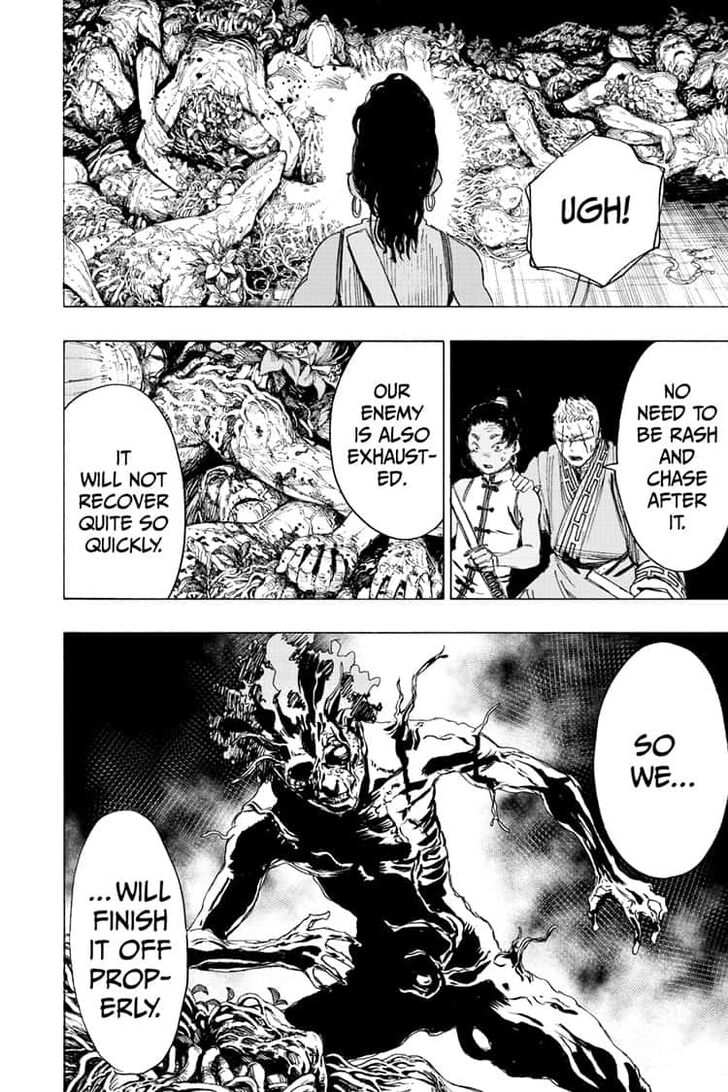 UGH!
NO
NEED TO
BE RASH
AND
CHASE
AFTER
IT.
OUR
ENEMY
IS ALSO
EXHAUST-
ED.
IT
WILL NOT
RECOVER
QUITE SO
QUICKLY.
SO
WE...
...WILL
FINISH
IT OFF
PROP-
ERLY.